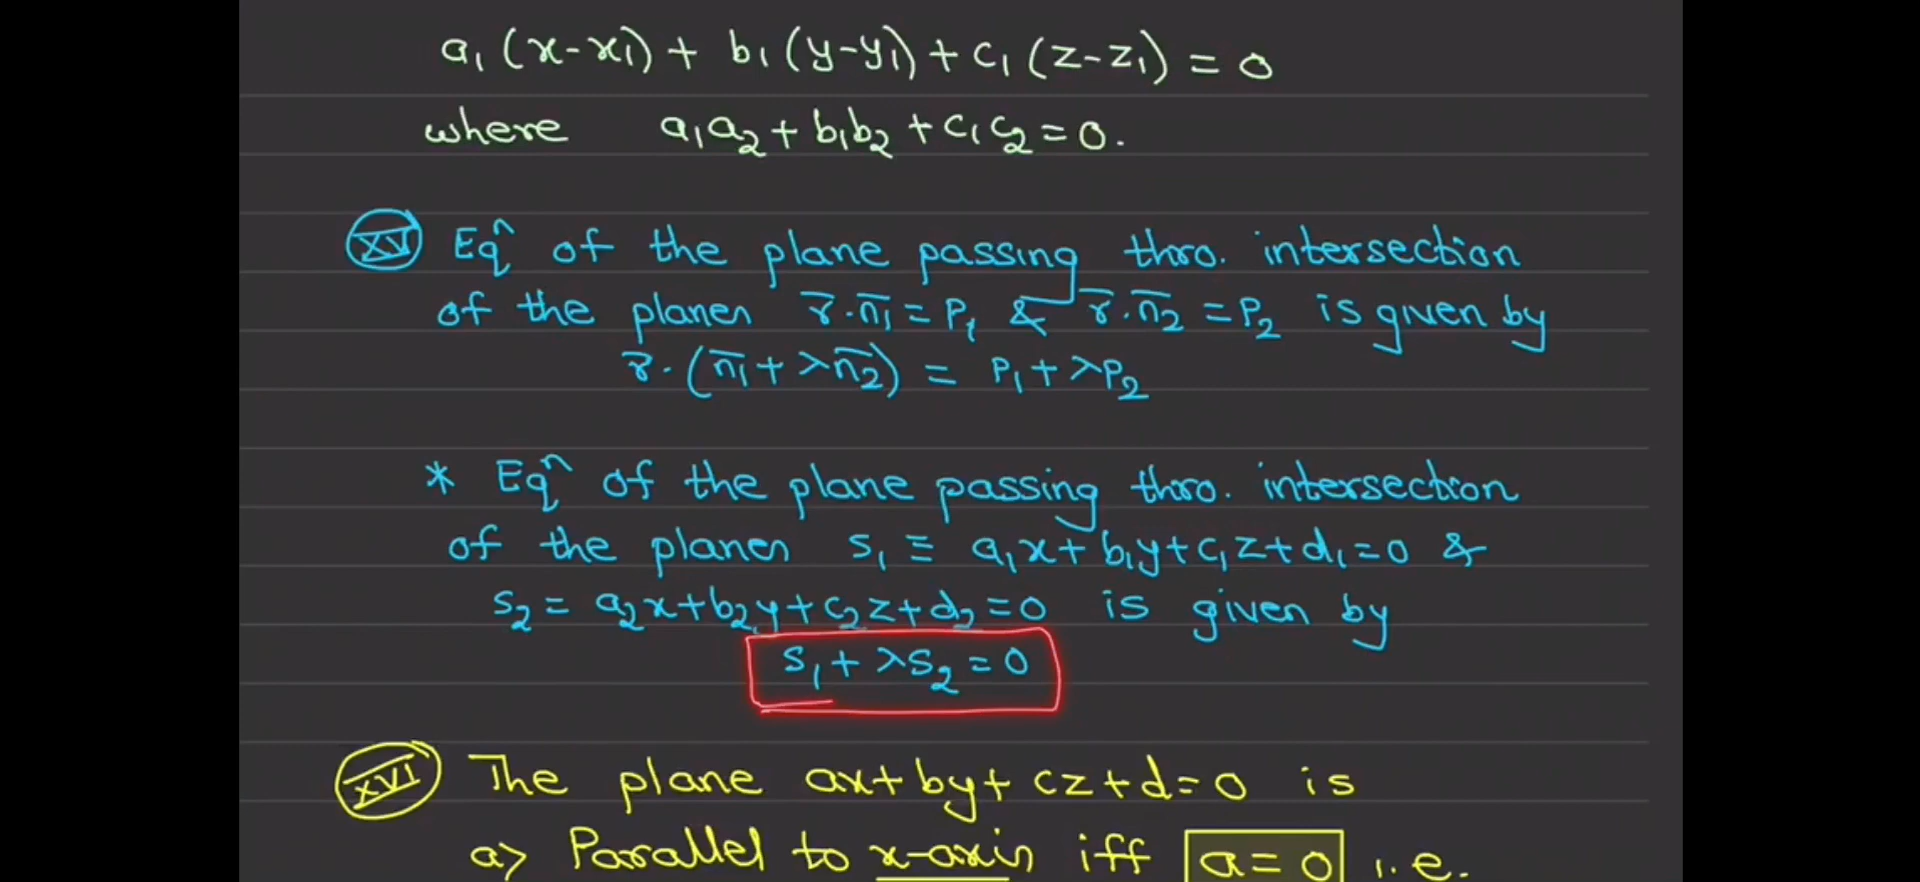 a₁(x-x₁) + b₁(y-y₁) + c₁(z-z₁) = 0
where a₁a₂ + b₁b₂ + c₁c₂ = 0.
XV Eqⁿ of the plane passing thro. intersection
of the planes r̄.n̄₁ = P₁ & r̄.n̄₂ = P₂ is given by
r̄.(n̄₁ + λn̄₂) = P₁ + λP₂
* Eqⁿ of the plane passing thro. intersection
of the planes S₁ ≡ a₁x + b₁y + c₁z + d₁ = 0 &
S₂ = a₂x + b₂y + c₂z + d₂ = 0 is given by
S₁ + λS₂ = 0
XVI The plane ax + by + cz + d = 0 is
a> Parallel to x-axis iff a = 0 i.e.